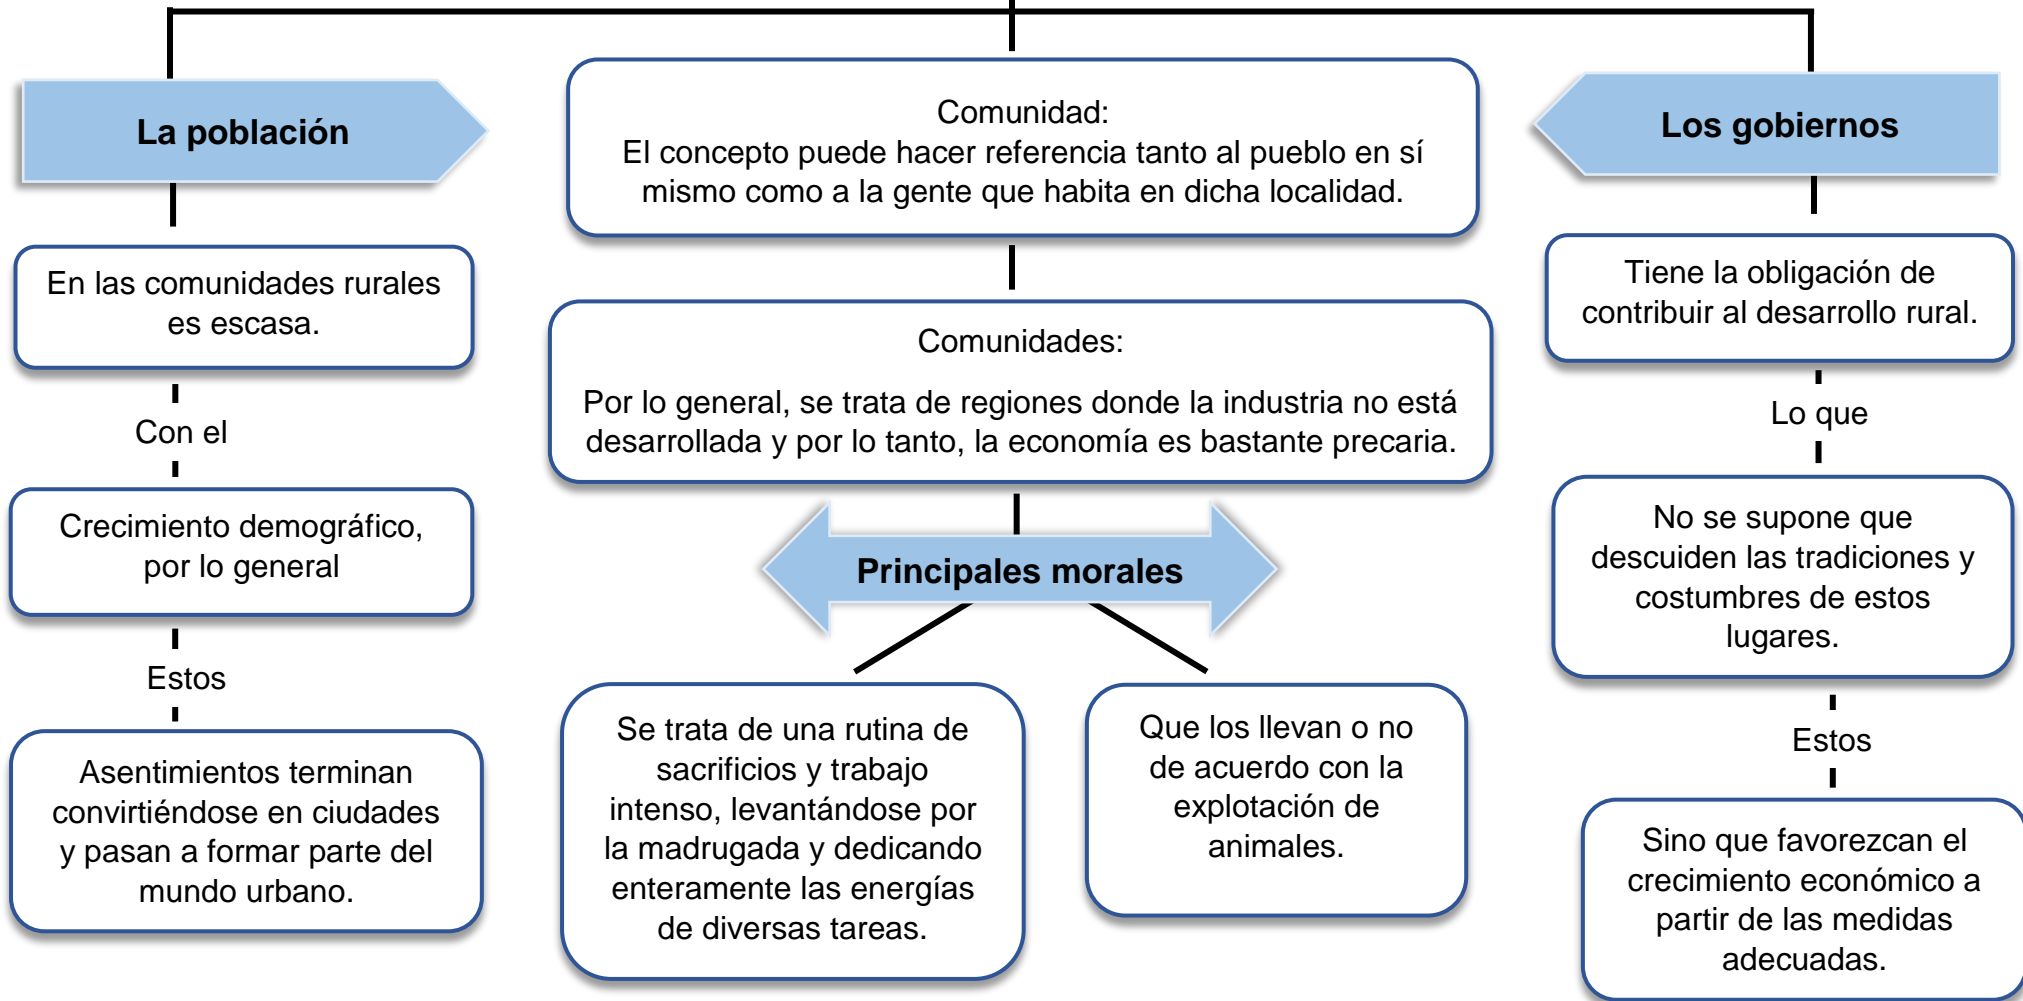 La población
En las comunidades rurales
es escasa.
Con el
Crecimiento demográfico,
por lo general
Estos
Asentimientos terminan
convirtiéndose en ciudades
y pasan a formar parte del
mundo urbano.
Comunidad:
El concepto puede hacer referencia tanto al pueblo en sí
mismo como a la gente que habita en dicha localidad.
Comunidades:
Por lo general, se trata de regiones donde la industria no está
desarrollada y por lo tanto, la economía es bastante precaria.
Principales morales
Se trata de una rutina de
sacrificios y trabajo
intenso, levantándose por
la madrugada y dedicando
enteramente las energías
de diversas tareas.
Que los llevan o no
de acuerdo con la
explotación de
animales.
Los gobiernos
Tiene la obligación de
contribuir al desarrollo rural.
Lo que
No se supone que
descuiden las tradiciones y
costumbres de estos
lugares.
Estos
Sino que favorezcan el
crecimiento económico a
partir de las medidas
adecuadas.